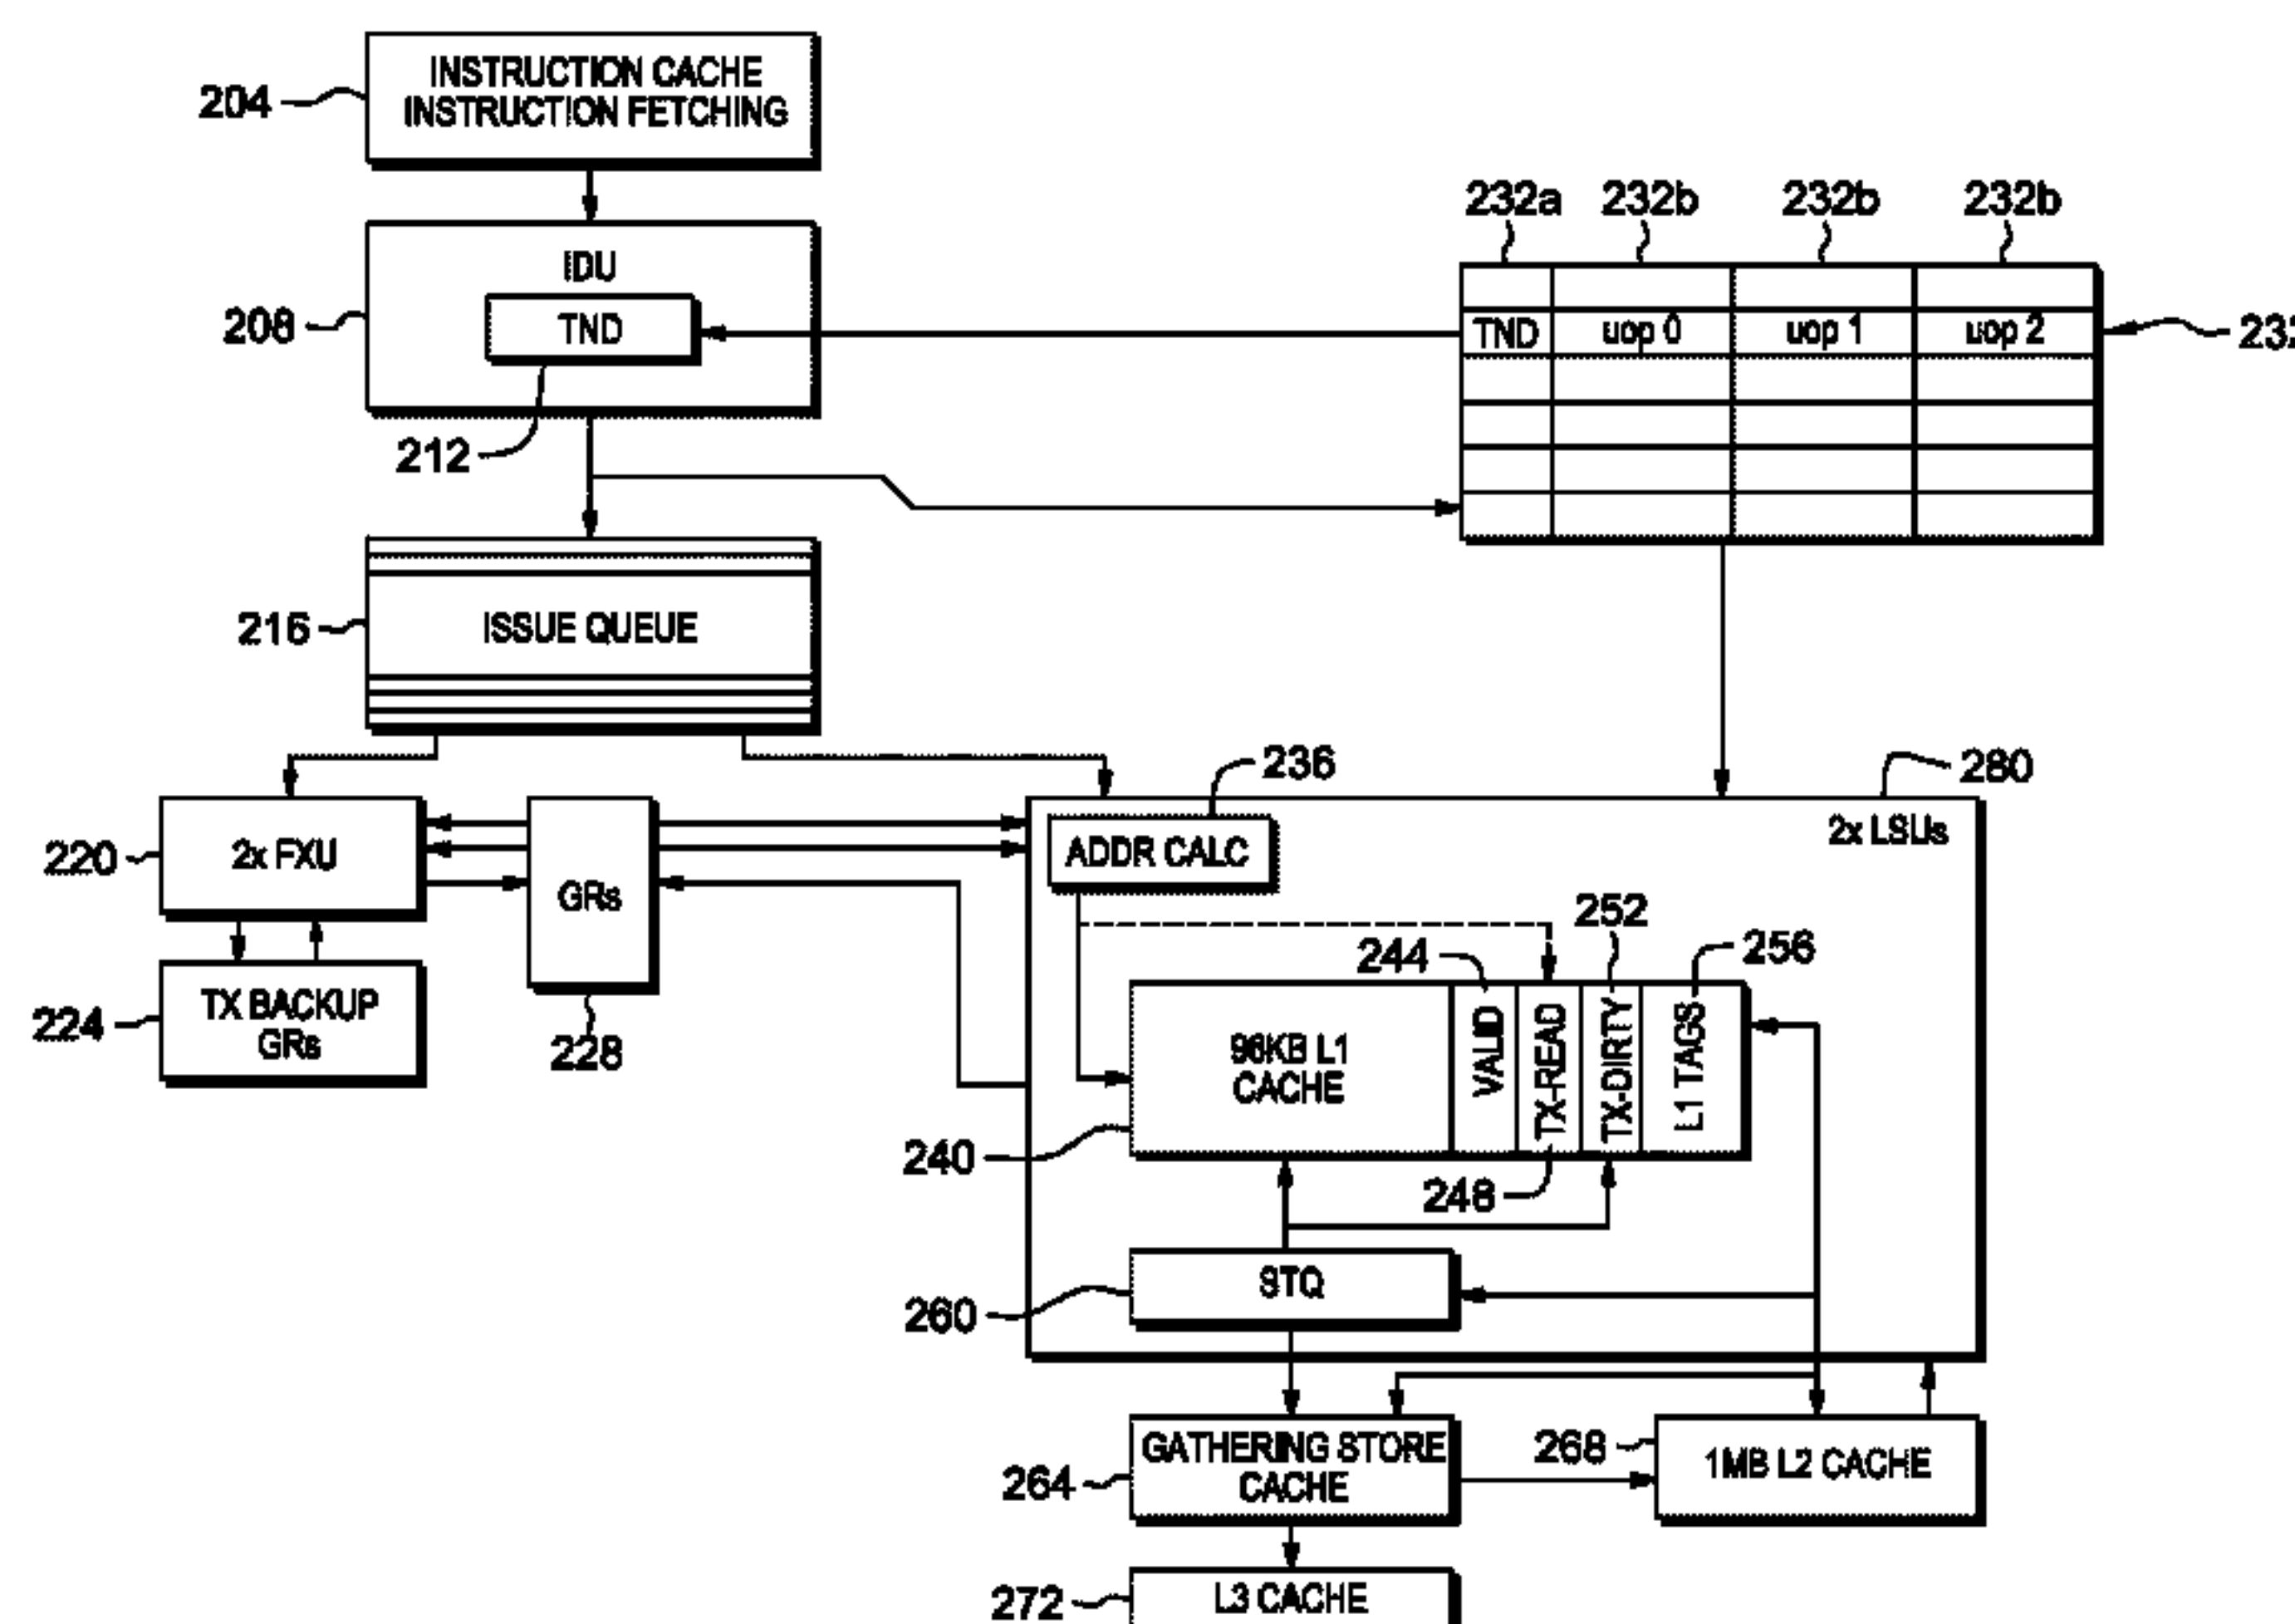 INSTRUCTION CACHE
INSTRUCTION FETCHING
204
232a 232b 232b 232b
IDU
TND
208
212
TND uop 0 uop 1 uop 2
232
ISSUE QUEUE
216
236
280
2x FXU
220
GRs
228
TX BACKUP
GRs
224
ADDR CALC
2x LSUs
244
252
256
96KB L1
CACHE
VALID
TX-READ
TX-DIRTY
L1 TAGS
240
248
STQ
260
GATHERING STORE
CACHE
264
268
1MB L2 CACHE
272
L3 CACHE